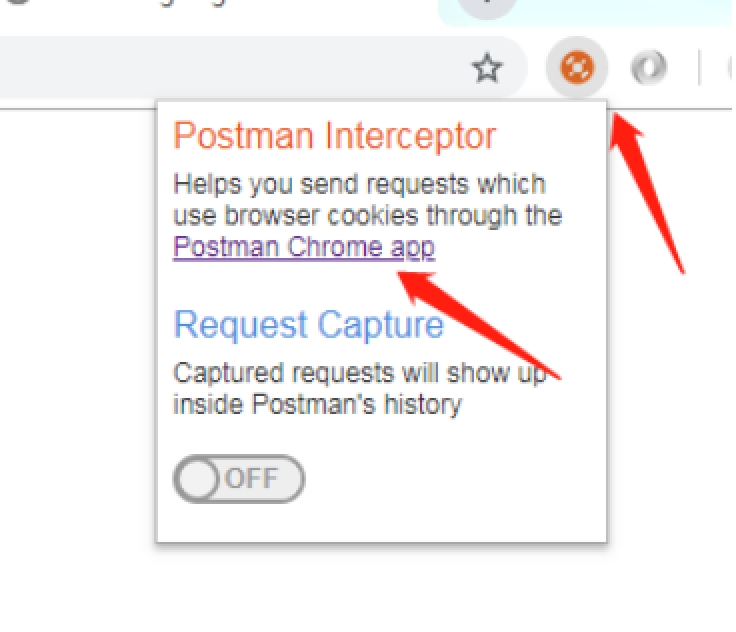 Postman Interceptor
Helps you send requests which
use browser cookies through the
Postman Chrome app
Request Capture
Captured requests will show up
inside Postman's history
OFF